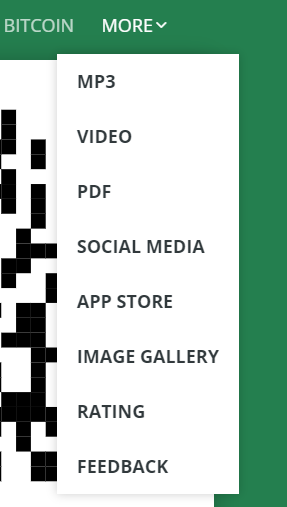 BITCOIN MORE
MP3
VIDEO
PDF
SOCIAL MEDIA
APP STORE
IMAGE GALLERY
RATING
FEEDBACK